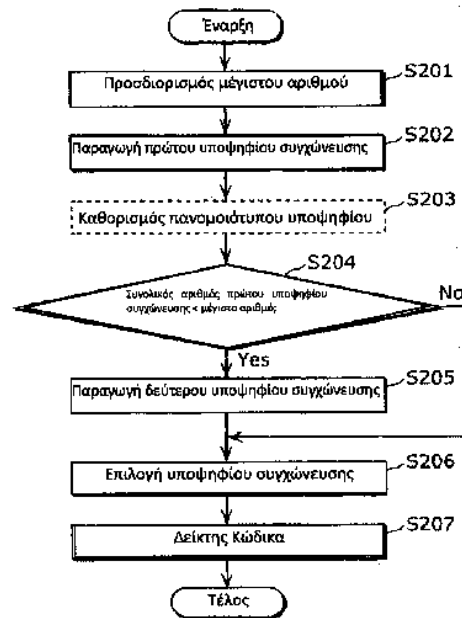 Έναρξη
Προσδιορισμός μέγιστου αριθμού
S201
Παραγωγή πρώτου υποψηφίου συγχώνευσης
S202
Καθορισμός πανομοιότυπου υποψηφίου
S203
S204
Συνολικός αριθμός πρώτου υποψηφίου
συγχώνευσης < μέγιστο αριθμός
No
Yes
Παραγωγή δεύτερου υποψηφίου συγχώνευσης
S205
Επιλογή υποψηφίου συγχώνευσης
S206
Δείκτης Κώδικα
S207
Τέλος